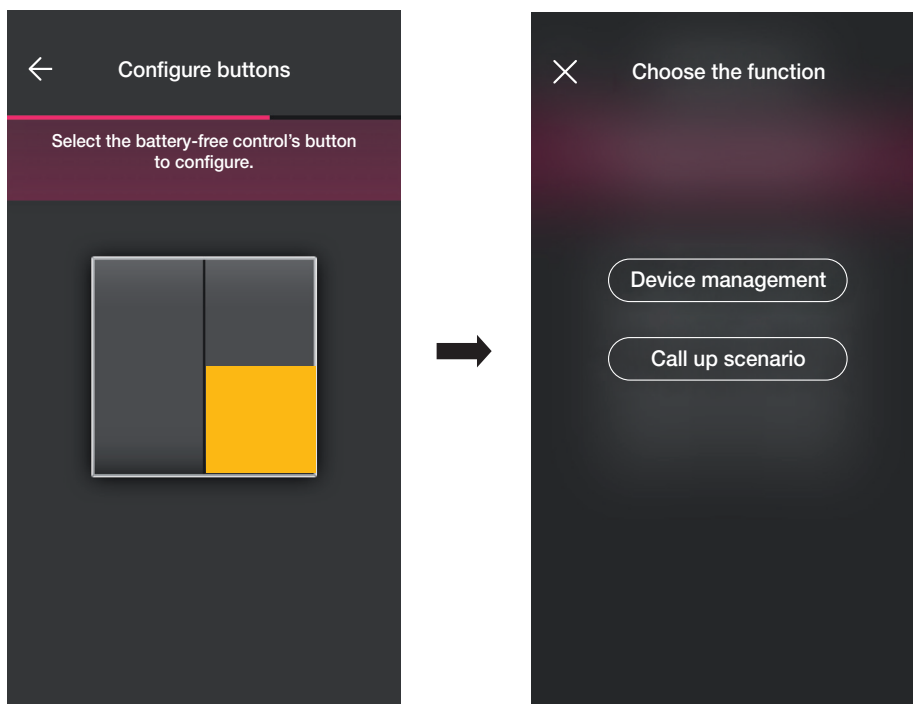 Configure buttons
Select the battery-free control's button
to configure.
Choose the function
Device management
Call up scenario